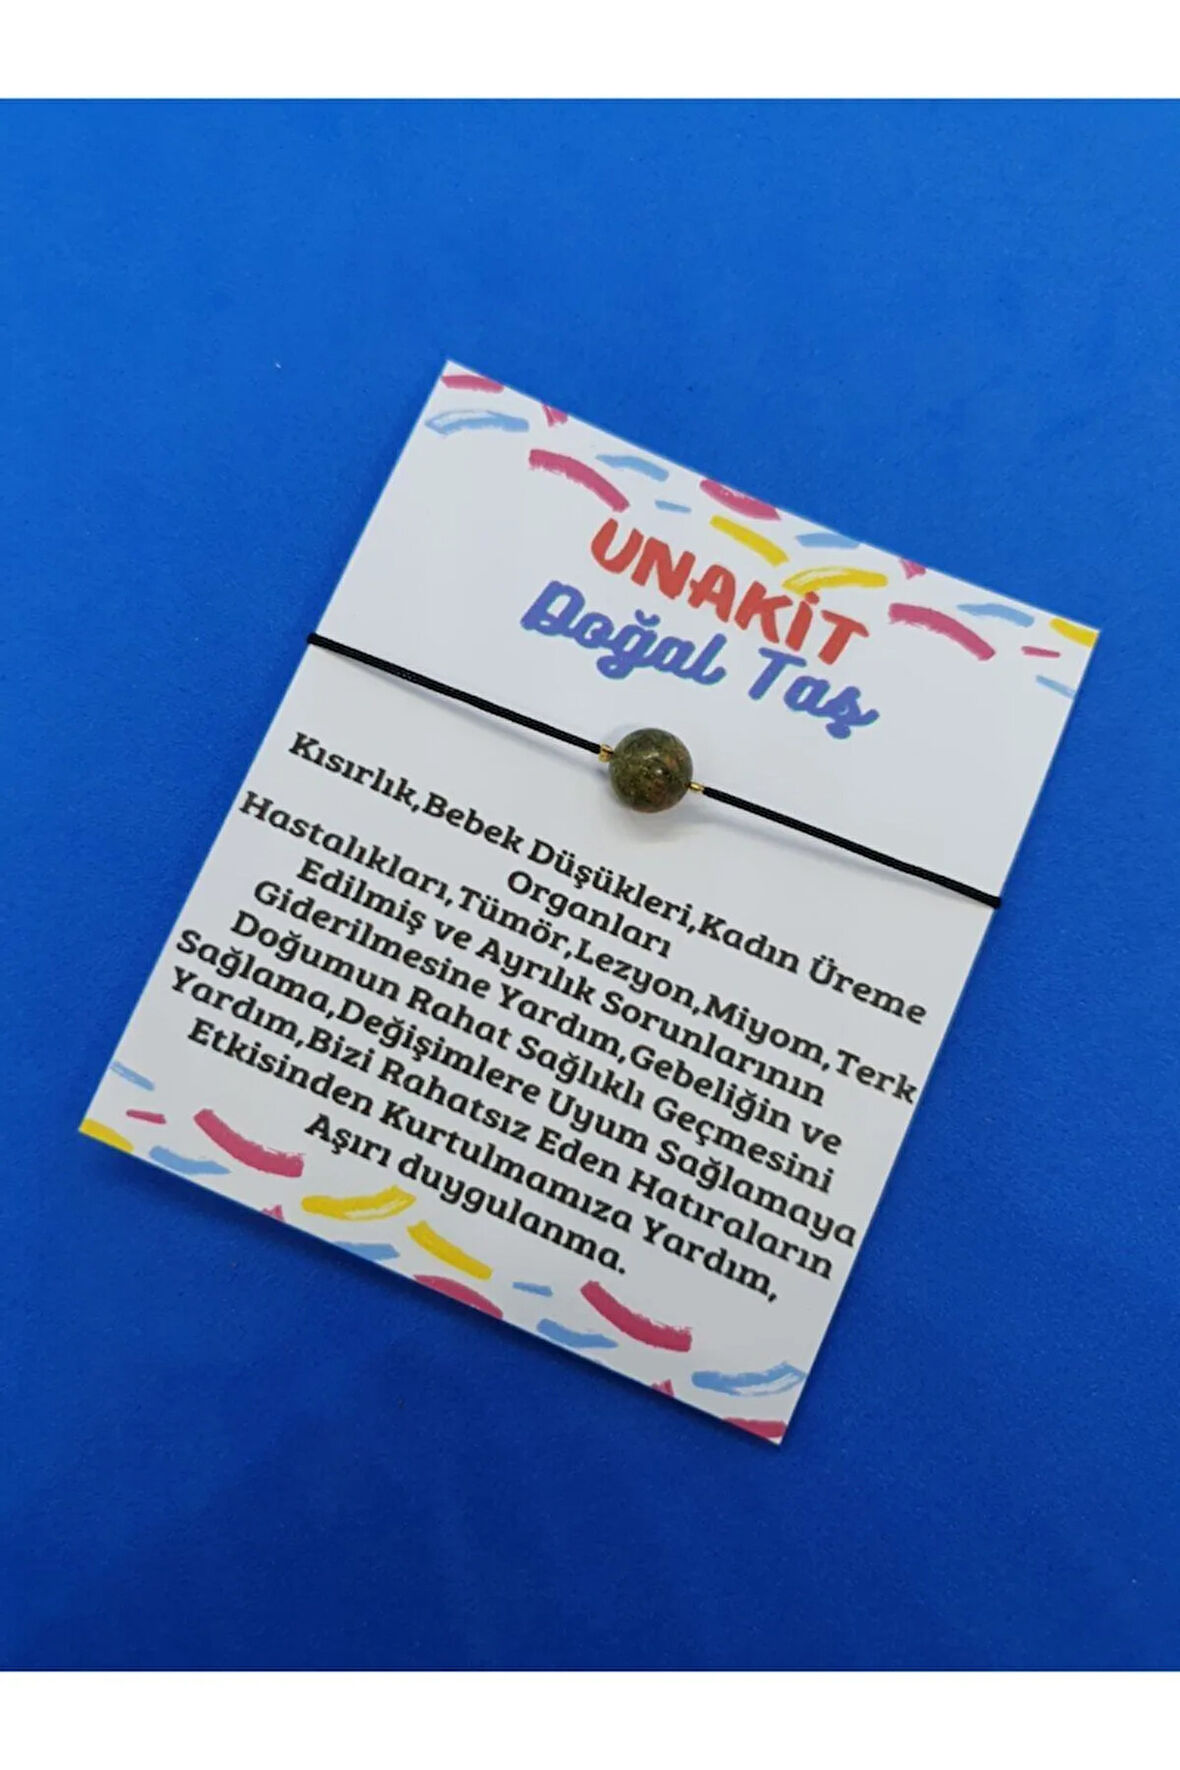 UNAKİT
Doğal Taş
Kısırlık,Bebek Düşükleri,Kadın Üreme
Organları
Hastalıkları,Tümör,Lezyon,Miyom,Terk
Edilmiş ve Ayrılık Sorunlarının
Giderilmesine Yardım,Gebeliğin ve
Doğumun Rahat Sağlıklı Geçmesini
Sağlama,Değişimlere Uyum Sağlamaya
Yardım,Bizi Rahatsız Eden Hatıraların
Etkisinden Kurtulmamıza Yardım,
Aşırı duygulanma.